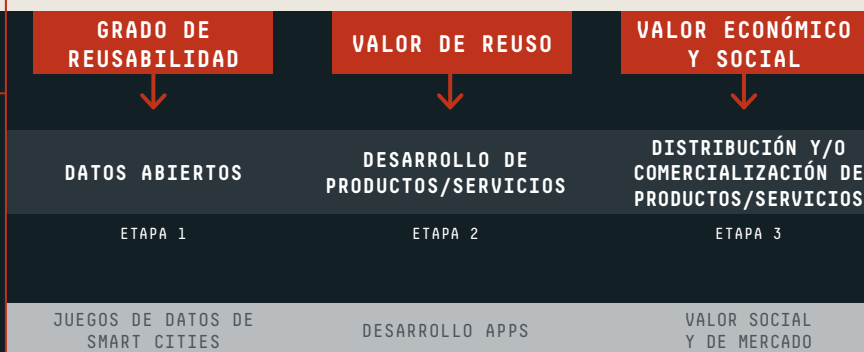 GRADO DE
REUSABILIDAD
VALOR DE REUSO
VALOR ECONÓMICO
Y SOCIAL
DATOS ABIERTOS
DESARROLLO DE
PRODUCTOS/SERVICIOS
DISTRIBUCIÓN Y/O
COMERCIALIZACIÓN DE
PRODUCTOS/SERVICIOS
ETAPA 1
ETAPA 2
ETAPA 3
JUEGOS DE DATOS DE
SMART CITIES
DESARROLLO APPS
VALOR SOCIAL
Y DE MERCADO